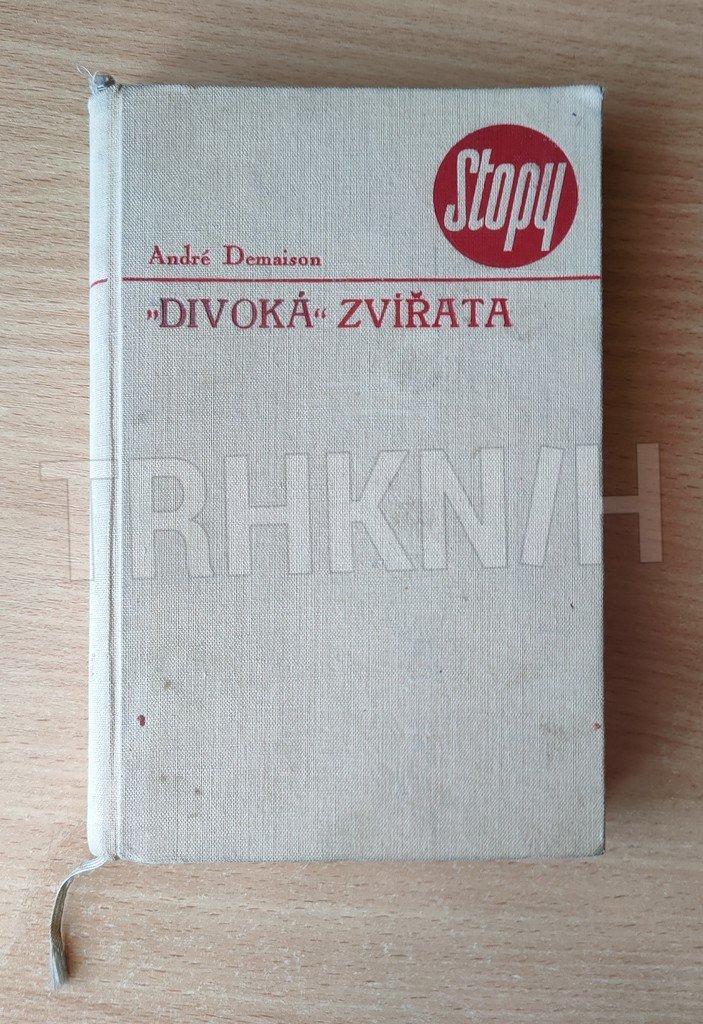 Stopy
André Demaison
„DIVOKÁ“ ZVÍŘATA
TRHKNIH